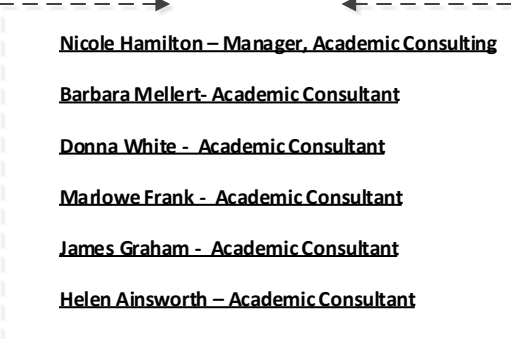 Nicole Hamilton – Manager, Academic Consulting
Barbara Mellert- Academic Consultant
Donna White -  Academic Consultant
Marlowe Frank -  Academic Consultant
James Graham -  Academic Consultant
Helen Ainsworth – Academic Consultant